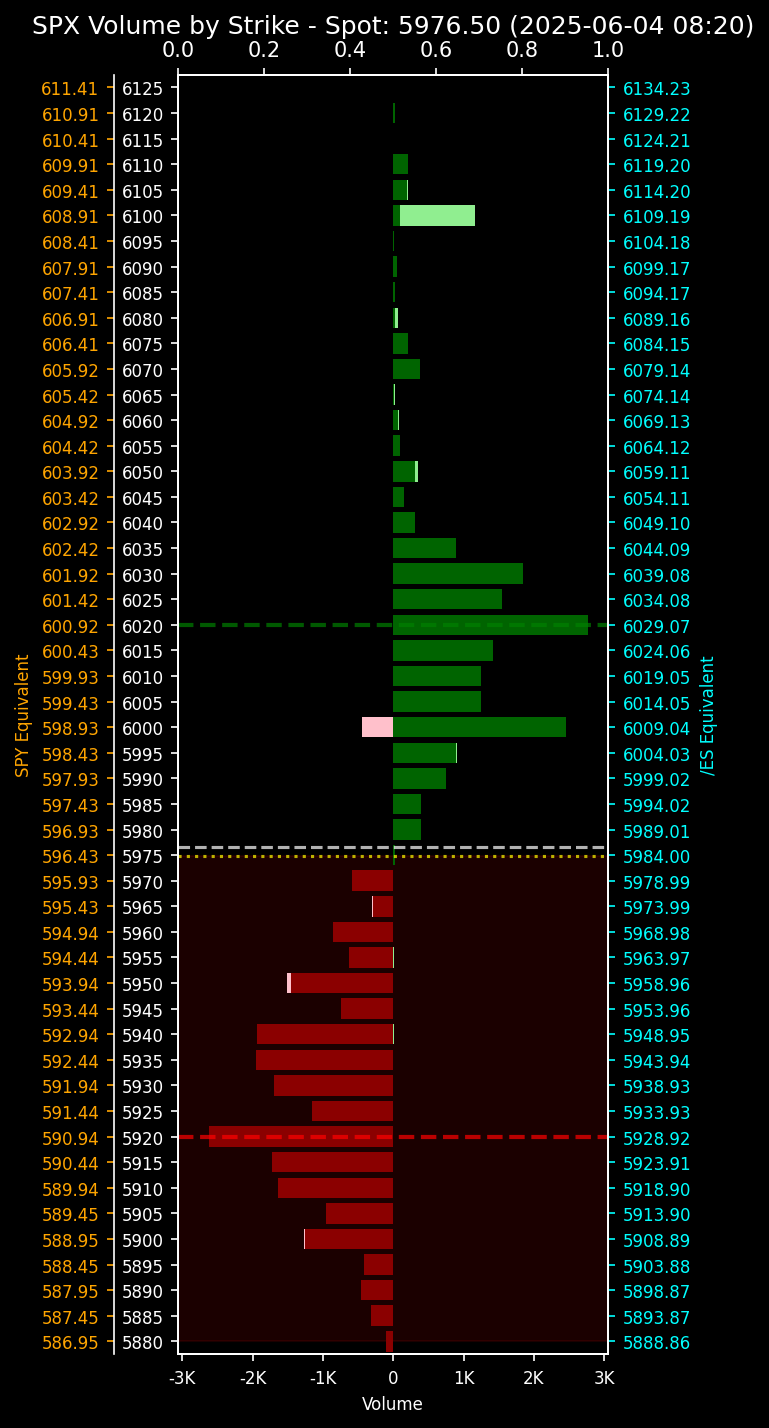 SPX Volume by Strike - Spot: 5976.50 (2025-06-04 08:20)
0.0 0.2 0.4 0.6 0.8 1.0
611.41 6125 6134.23
610.91 6120 6129.22
610.41 6115 6124.21
609.91 6110 6119.20
609.41 6105 6114.20
608.91 6100 6109.19
608.41 6095 6104.18
607.91 6090 6099.17
607.41 6085 6094.17
606.91 6080 6089.16
606.41 6075 6084.15
605.92 6070 6079.14
605.42 6065 6074.14
604.92 6060 6069.13
604.42 6055 6064.12
603.92 6050 6059.11
603.42 6045 6054.11
602.92 6040 6049.10
602.42 6035 6044.09
601.92 6030 6039.08
601.42 6025 6034.08
600.92 6020 6029.07
600.43 6015 6024.06
599.93 6010 6019.05
599.43 6005 6014.05
598.93 6000 6009.04
598.43 5995 6004.03
597.93 5990 5999.02
597.43 5985 5994.02
596.93 5980 5989.01
596.43 5975 5984.00
595.93 5970 5978.99
595.43 5965 5973.99
594.94 5960 5968.98
594.44 5955 5963.97
593.94 5950 5958.96
593.44 5945 5953.96
592.94 5940 5948.95
592.44 5935 5943.94
591.94 5930 5938.93
591.44 5925 5933.93
590.94 5920 5928.92
590.44 5915 5923.91
589.94 5910 5918.90
589.45 5905 5913.90
588.95 5900 5908.89
588.45 5895 5903.88
587.95 5890 5898.87
587.45 5885 5893.87
586.95 5880 5888.86
SPY Equivalent
/ES Equivalent
-3K -2K -1K 0 1K 2K 3K
Volume